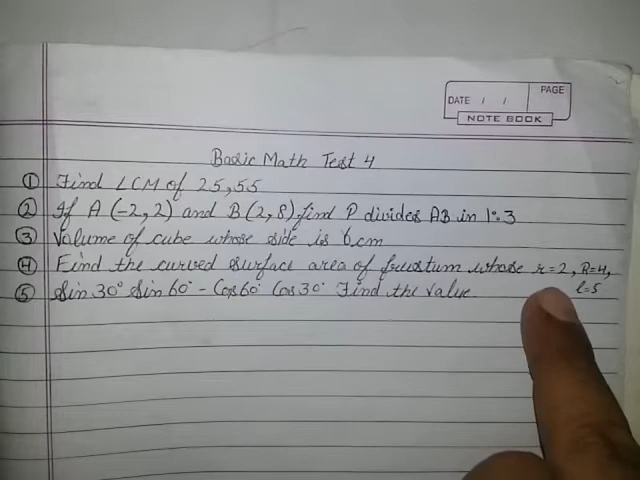 PAGE
DATE / /
NOTE BOOK
Basic Math Test 4
① Find LCM of 25,55
② If A (-2,2) and B(2,8) find P divides AB in 1:3
③ Volume of cube whose side is 6cm
④ Find the curved surface area of frustum whose r=2, R=4,
l=5
⑤ Sin 30° Sin 60° - Cos 60° Cos 30° Find the value.